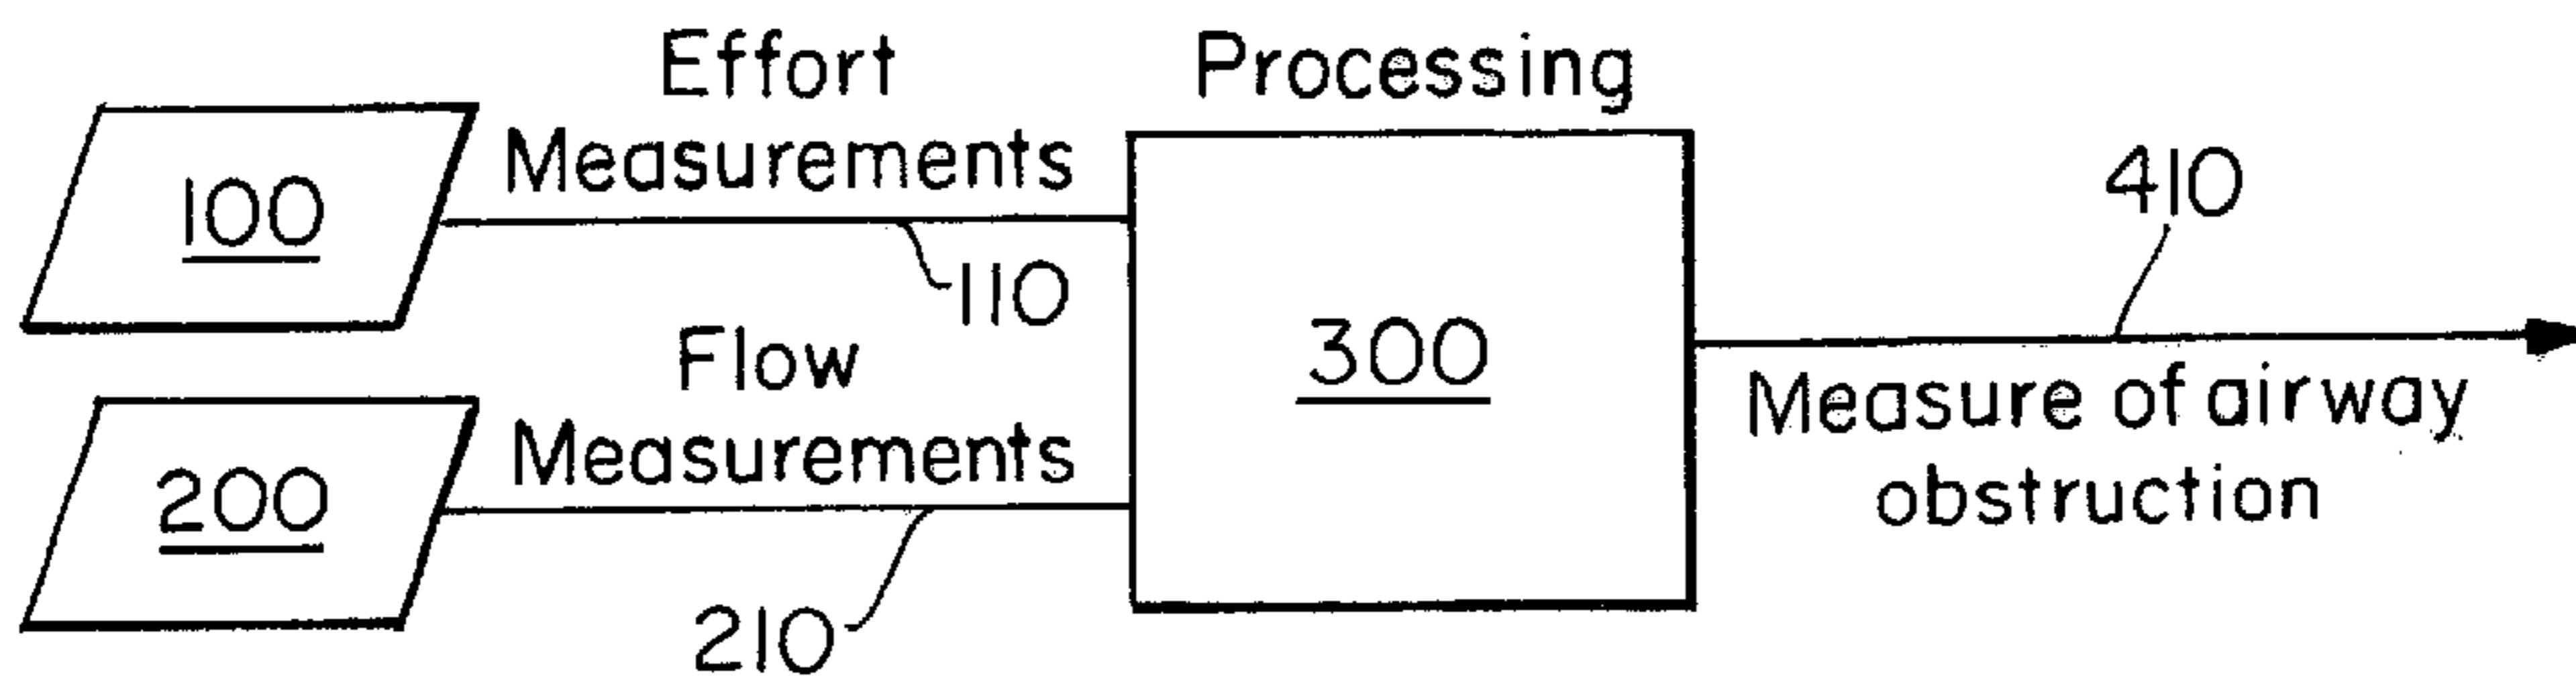 Effort
Measurements
Processing
100
110
410
Flow
Measurements
300
Measure of airway
obstruction
200
210